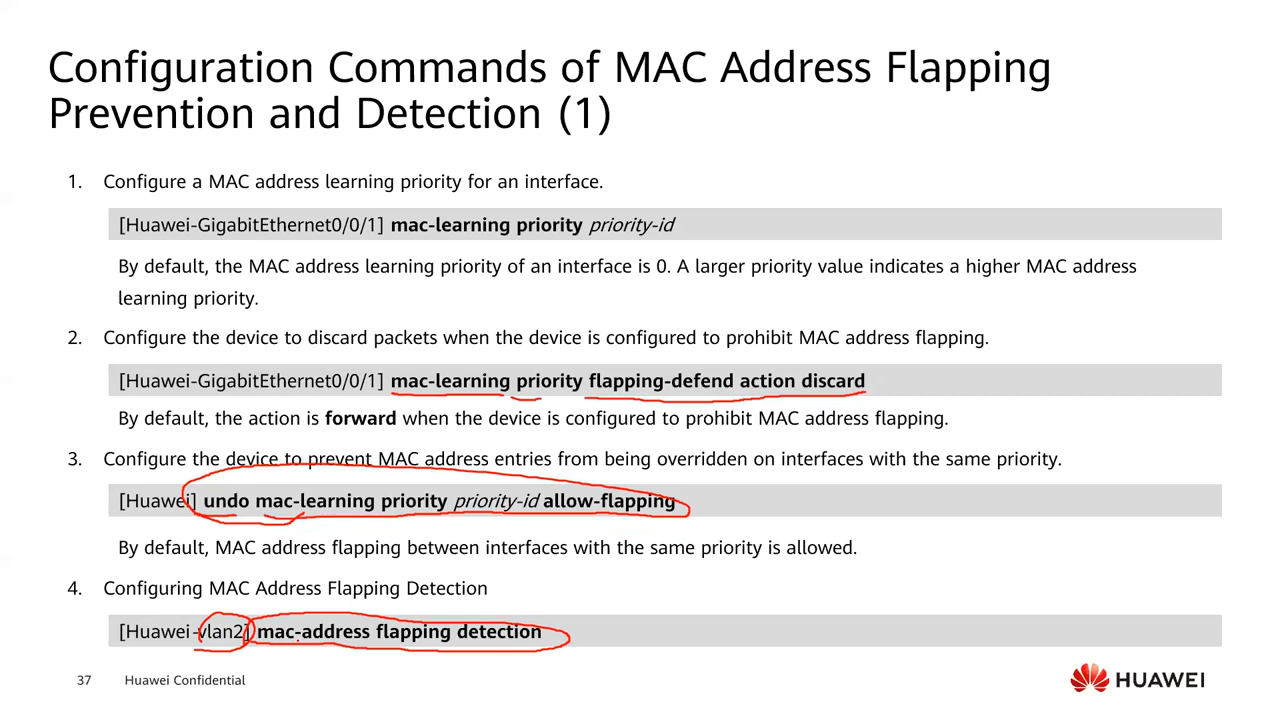 Configuration Commands of MAC Address Flapping
Prevention and Detection (1)
1. Configure a MAC address learning priority for an interface.
[Huawei-GigabitEthernet0/0/1] mac-learning priority priority-id
By default, the MAC address learning priority of an interface is 0. A larger priority value indicates a higher MAC address
learning priority.
2. Configure the device to discard packets when the device is configured to prohibit MAC address flapping.
[Huawei-GigabitEthernet0/0/1] mac-learning priority flapping-defend action discard
By default, the action is forward when the device is configured to prohibit MAC address flapping.
3. Configure the device to prevent MAC address entries from being overridden on interfaces with the same priority.
[Huawei] undo mac-learning priority priority-id allow-flapping
By default, MAC address flapping between interfaces with the same priority is allowed.
4. Configuring MAC Address Flapping Detection
[Huawei-vlan2] mac-address flapping detection
37 Huawei Confidential
HUAWEI